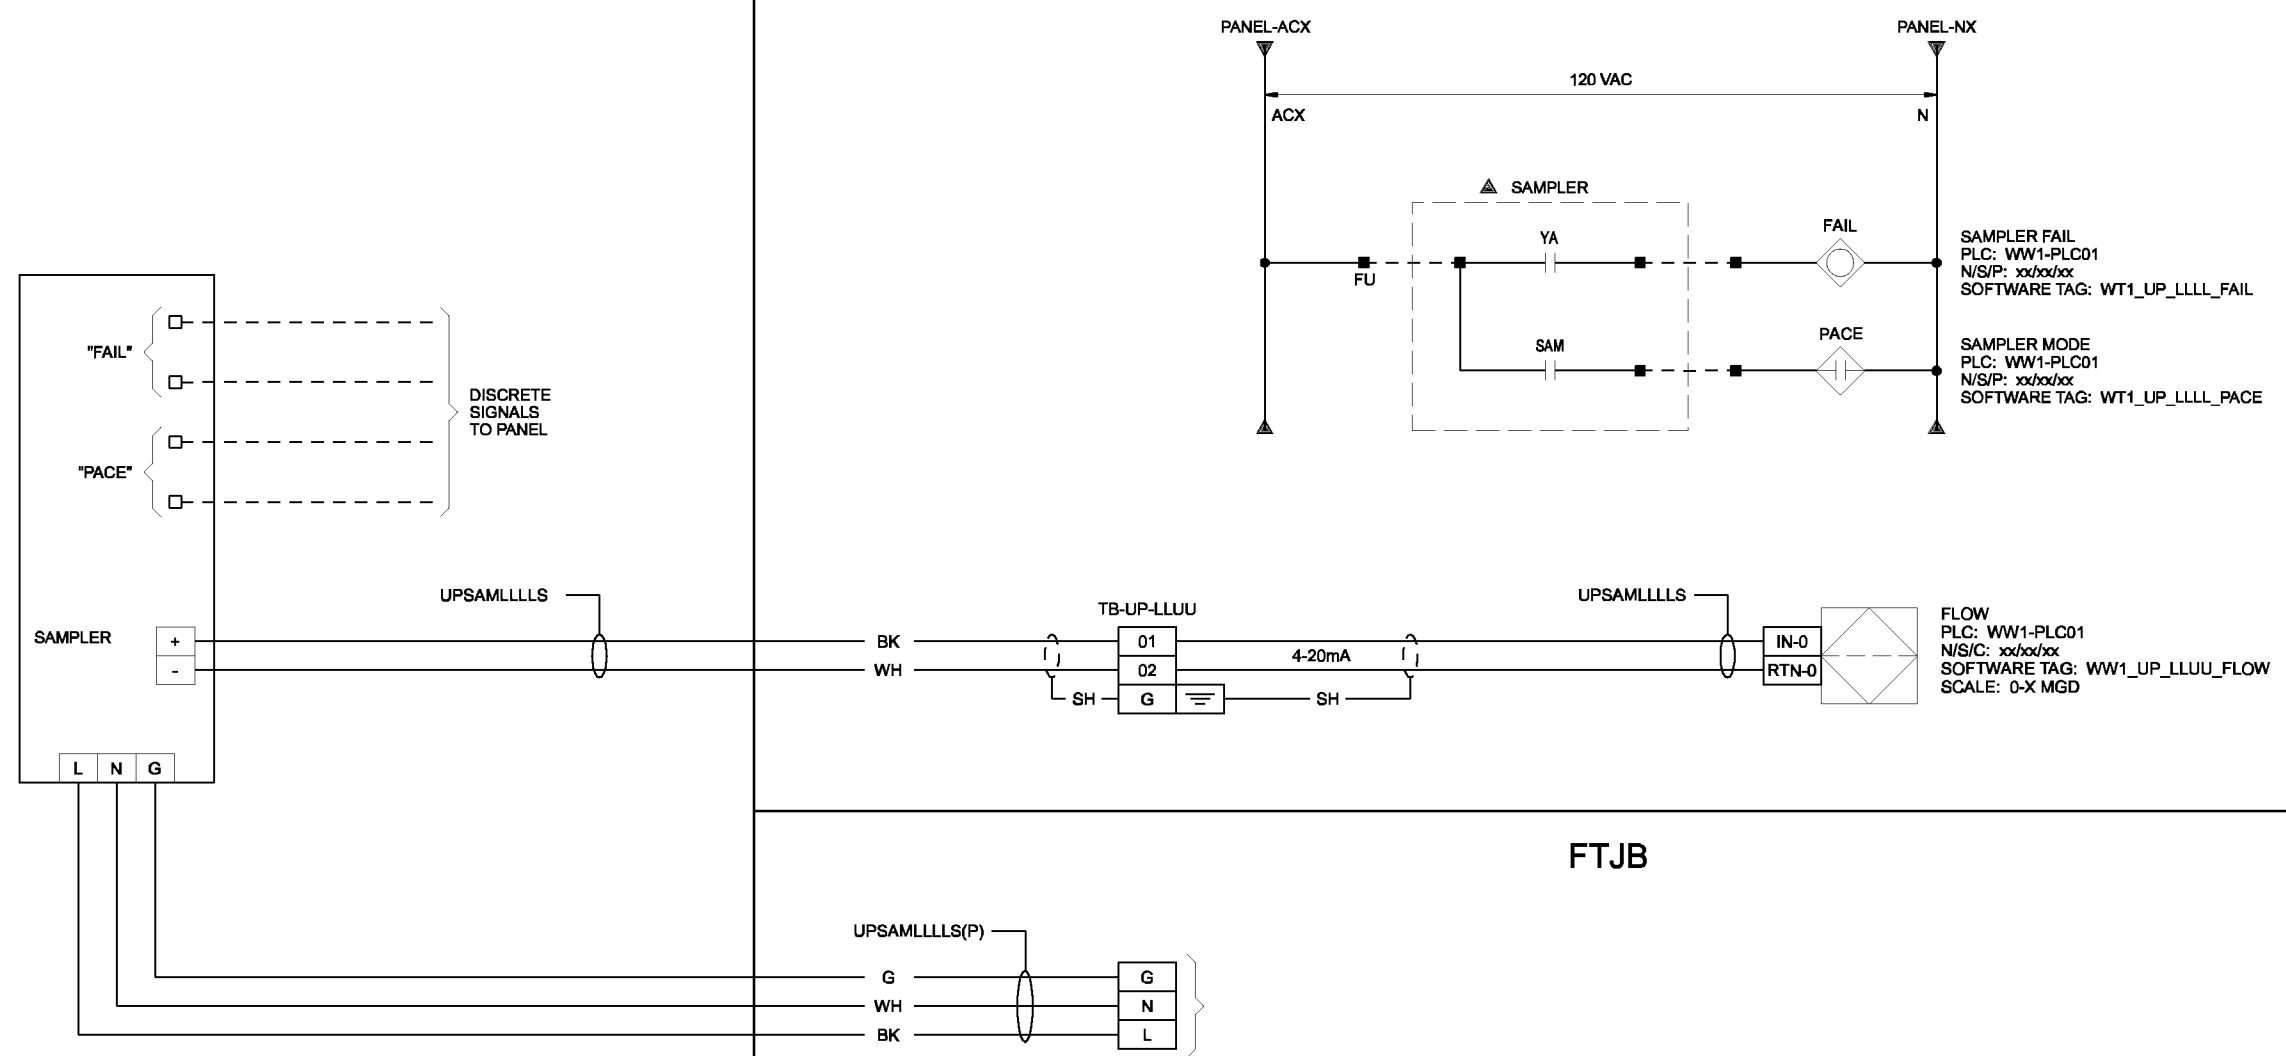 PANEL-ACX
PANEL-NX
120 VAC
ACX
N
SAMPLER
FAIL
YA
FU
SAMPLER FAIL
PLC: WW1-PLC01
N/S/P: xx/xx/xx
SOFTWARE TAG: WT1_UP_LLLL_FAIL
PACE
SAM
SAMPLER MODE
PLC: WW1-PLC01
N/S/P: xx/xx/xx
SOFTWARE TAG: WT1_UP_LLLL_PACE
"FAIL"
"PACE"
DISCRETE
SIGNALS
TO PANEL
SAMPLER
+
-
L N G
UPSAMLLLLS
BK
WH
SH
TB-UP-LLUU
01
02
G
4-20mA
SH
UPSAMLLLLS
IN-0
RTN-0
FLOW
PLC: WW1-PLC01
N/S/C: xx/xx/xx
SOFTWARE TAG: WW1_UP_LLUU_FLOW
SCALE: 0-X MGD
FTJB
UPSAMLLLLS(P)
G
WH
BK
G
N
L